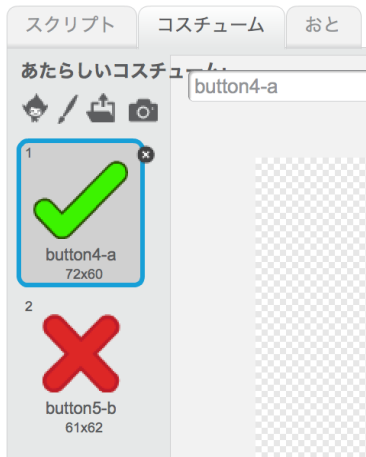 スクリプト
コスチューム
おと
あたらしいコスチューム:
button4-a
1
button4-a
72x60
2
button5-b
61x62